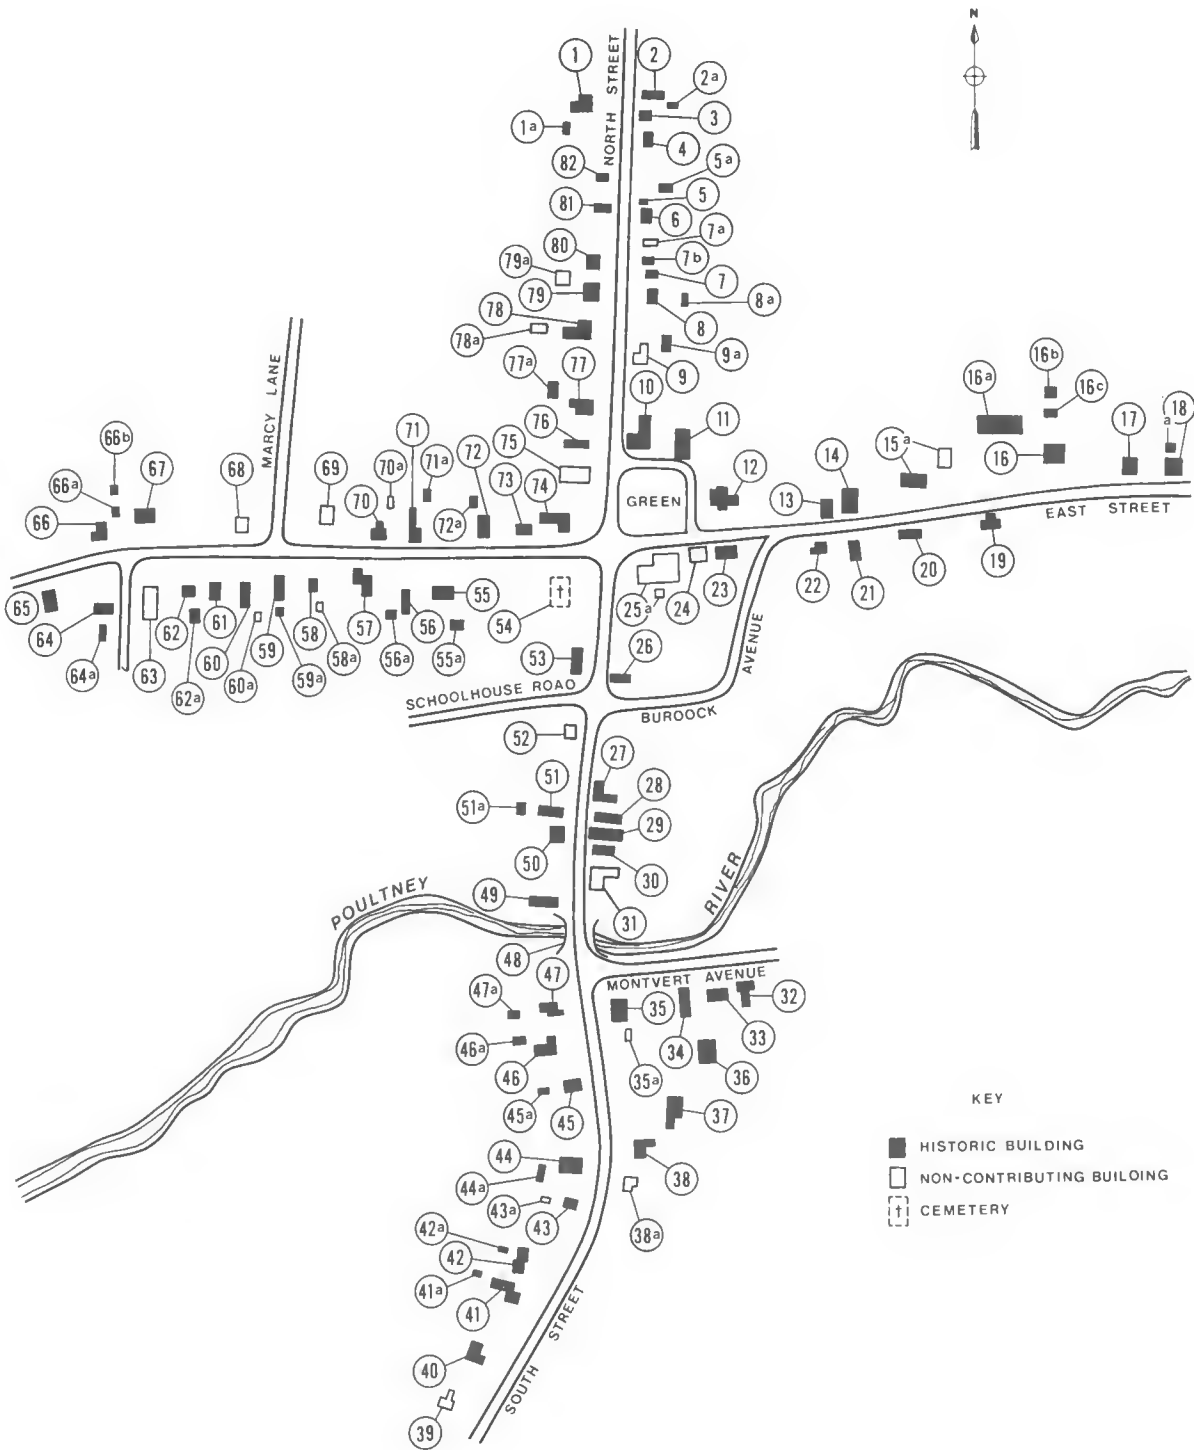 N
1
2
2a
1a
3
NORTH STREET
4
82
5a
81
5
6
7a
80
7b
79a
7
79
8a
78
8
78a
9a
77a
77
9
10
11
MARCY LANE
16b
16a
16c
71
76
18
17
66b
67
68
69
70a
71a
72
75
15a
a
14
16
66a
70
73
74
GREEN
12
13
66
72a
EAST STREET
65
64
62
61
58
57
56
55
54
25a
24
23
22
21
20
19
64a
63
62a
60
60a
59
59a
58a
56a
55a
53
26
AVENUE
SCHOOLHOUSE ROAD
BUROOCK
52
27
51
28
51a
29
50
30
POULTNEY
RIVER
49
31
48
47
MONTVERT AVENUE
47a
35
32
33
46a
46
34
36
35a
45a
45
37
44
44a
38
43a
43
38a
42a
42
41a
41
40
SOUTH STREET
39
KEY
HISTORIC BUILDING
NON-CONTRIBUTING BUILDING
† CEMETERY